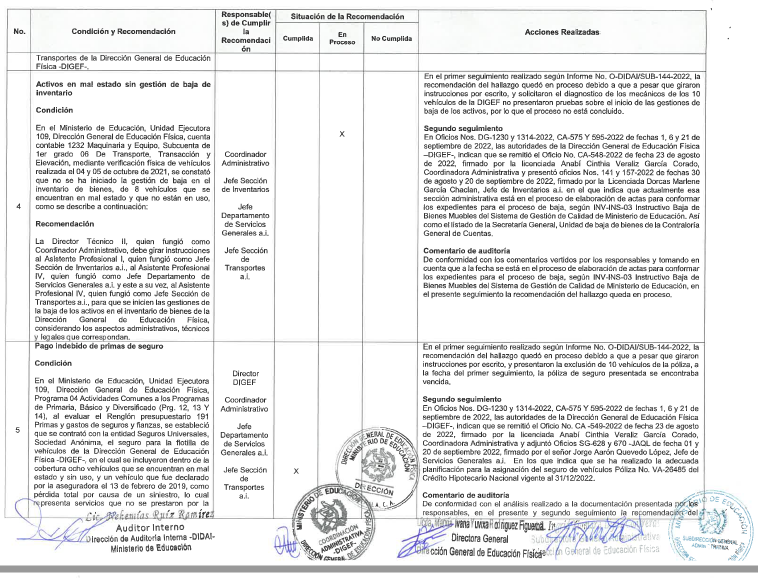 No.
Condición y Recomendación
Responsable(
s) de Cumplir
la
Recomendaci
ón
Situación de la Recomendación
Cumplida
En
Proceso
No Cumplida
Acciones Realizadas
Transportes de la Dirección General de Educación
Física -DIGEF-.
4
Activos en mal estado sin gestión de baja de
inventario
Condición
En el Ministerio de Educación, Unidad Ejecutora
109, Dirección General de Educación Física, cuenta
contable 1232 Maquinaria y Equipo, Subcuenta de
1er grado 06 De Transporte, Transacción y
Elevación, mediante verificación física de vehículos
realizada el 04 y 05 de octubre de 2021, se constató
que no se ha iniciado la gestión de baja en el
inventario de bienes, de 8 vehículos que se
encuentran en mal estado y que no están en uso,
como se describe a continuación:
Recomendación
La Director Técnico II, quien fungió como
Coordinador Administrativo, debe girar instrucciones
al Asistente Profesional I, quien fungió como Jefe
Sección de Inventarios a.i., al Asistente Profesional
IV, quien fungió como Jefe Departamento de
Servicios Generales a.i. y este a su vez, al Asistente
Profesional IV, quien fungió como Jefe Sección de
Transportes a.i., para que se inicien las gestiones de
la baja de los activos en el inventario de bienes de la
Dirección General de Educación Física,
considerando los aspectos administrativos, técnicos
y legales que correspondan.
Coordinador
Administrativo
Jefe Sección
de Inventarios
Jefe
Departamento
de Servicios
Generales a.i.
Jefe Sección
de
Transportes
a.i.
X
En el primer seguimiento realizado según Informe No. O-DIDAI/SUB-144-2022, la
recomendación del hallazgo quedó en proceso debido a que a pesar que giraron
instrucciones por escrito, y solicitaron el diagnostico de los mecánicos de los 10
vehículos de la DIGEF no presentaron pruebas sobre el inicio de las gestiones de
baja de los activos, por lo que el proceso no está concluido.
Segundo seguimiento
En Oficios Nos. DG-1230 y 1314-2022, CA-575 Y 595-2022 de fechas 1, 6 y 21 de
septiembre de 2022, las autoridades de la Dirección General de Educación Física
–DIGEF-, indican que se remitió el Oficio No. CA-548-2022 de fecha 23 de agosto
de 2022, firmado por la licenciada Anabí Cinthia Veraliz García Corado,
Coordinadora Administrativa y presentó oficios Nos. 141 y 157-2022 de fechas 30
de agosto y 20 de septiembre de 2022, firmado por la Licenciada Dorcas Marlene
García Chaclan, Jefe de Inventarios a.i. en el que indica que actualmente esa
sección administrativa está en proceso de elaboración de actas para conformar
los expedientes para el proceso de baja, según INV-INS-03 Instructivo Baja de
Bienes Muebles del Sistema de Gestión de Calidad de Ministerio de Educación. Así
como el listado de la Secretaría General, Unidad de baja de bienes de la Contraloría
General de Cuentas.
Comentario de auditoria
De conformidad con los comentarios vertidos por los responsables y tomando en
cuenta que a la fecha se está en el proceso de elaboración de actas para conformar
los expedientes para el proceso de baja, según INV-INS-03 Instructivo Baja de
Bienes Muebles del Sistema de Gestión de Calidad de Ministerio de Educación, en
el presente seguimiento la recomendación del hallazgo queda en proceso.
5
Pago indebido de primas de seguro
Condición
En el Ministerio de Educación, Unidad Ejecutora
109, Dirección General de Educación Física,
Programa 04 Actividades Comunes a los Programas
de Primaria, Básico y Diversificado (Prg. 12, 13 Y
14), al evaluar el Renglón presupuestario 191
Primas y gastos de seguros y fianzas, se estableció
que se contrató con la entidad Seguros Universales,
Sociedad Anónima, el seguro para la flotilla de
vehículos de la Dirección General de Educación
Física -DIGEF-, en el cual se incluyeron dentro de la
cobertura ocho vehículos que se encuentran en mal
estado y sin uso, y un vehículo que fue declarado
por la aseguradora el 13 de febrero de 2019, como
pérdida total por causa de un siniestro, lo cual
representa servicios que no se prestaron por la
Director
DIGEF
Coordinador
Administrativo
Jefe
Departamento
de Servicios
Generales a.i.
Jefe Sección
de
Transportes
a.i.
X
En el primer seguimiento realizado según Informe No. O-DIDAI/SUB-144-2022, la
recomendación del hallazgo quedó en proceso debido a que a pesar que giraron
instrucciones por escrito, y presentaron la exclusión de 10 vehículos de la póliza, a
la fecha del primer seguimiento, la póliza de seguro presentada se encontraba
vencida.
Segundo seguimiento
En Oficios Nos. DG-1230 y 1314-2022, CA-575 Y 595-2022 de fechas 1, 6 y 21 de
septiembre de 2022, las autoridades de la Dirección General de Educación Física
–DIGEF-, indican que se remitió el Oficio No. CA -549-2022 de fecha 23 de agosto
de 2022, firmado por la licenciada Anabí Cinthia Veraliz García Corado,
Coordinadora Administrativa y adjuntó Oficios SG-628 y 670 -JAQL de fecha 01 y
20 de septiembre 2022, firmado por el señor Jorge Aarón Quevedo López, Jefe de
Servicios Generales a.i. En los que indica que se ha realizado la adecuada
planificación para la asignación del seguro de vehículos Póliza No. VA-26485 del
Crédito Hipotecario Nacional vigente al 31/12/2022.
Comentario de auditoria
De conformidad con el análisis realizado a la documentación presentada por los
responsables, en el presente y segundo seguimiento la recomendación del
Ruíz Ramírez
Auditor Interno
Dirección de Auditoria Interna -DIDAI-
Ministerio de Educación
MINISTERIO DE EDUCACIÓN
COORDINACIÓN
ADMINISTRATIVA
-DIGEF-
DIRECCIÓN
Directora General
Dirección General de Educación Física
SUBDIRECCIÓN GENERAL